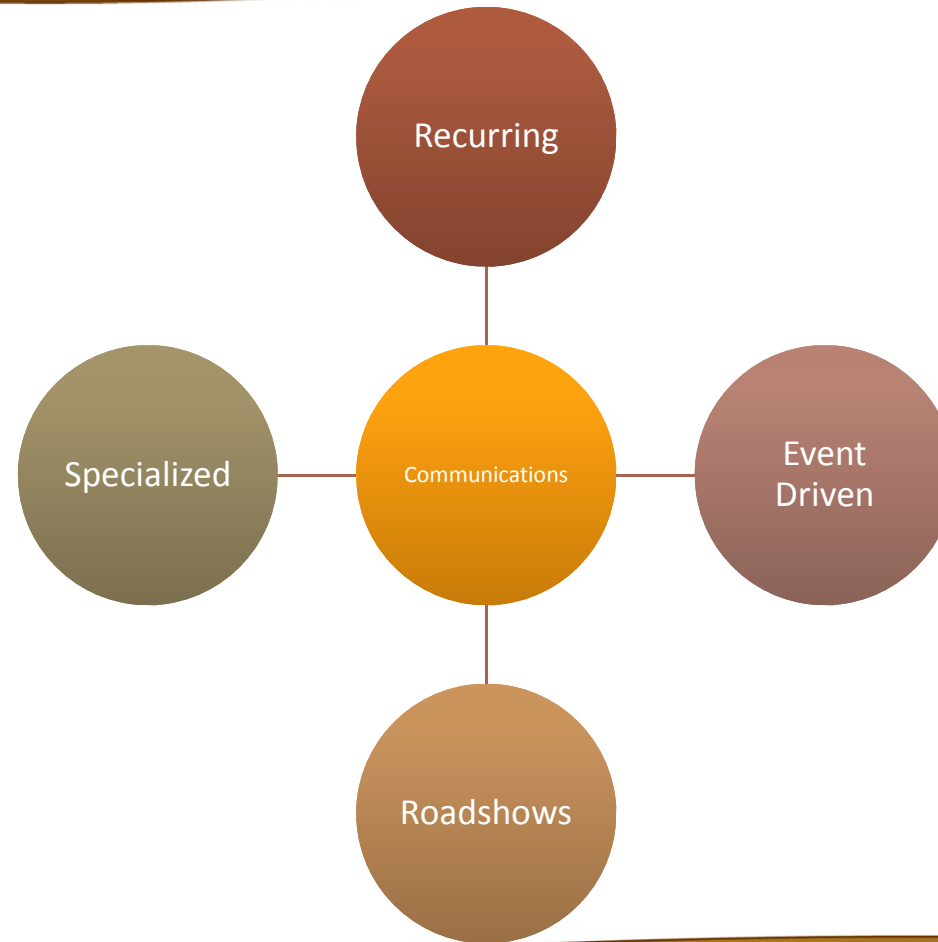 Recurring
Specialized
Communications
Event
Driven
Roadshows